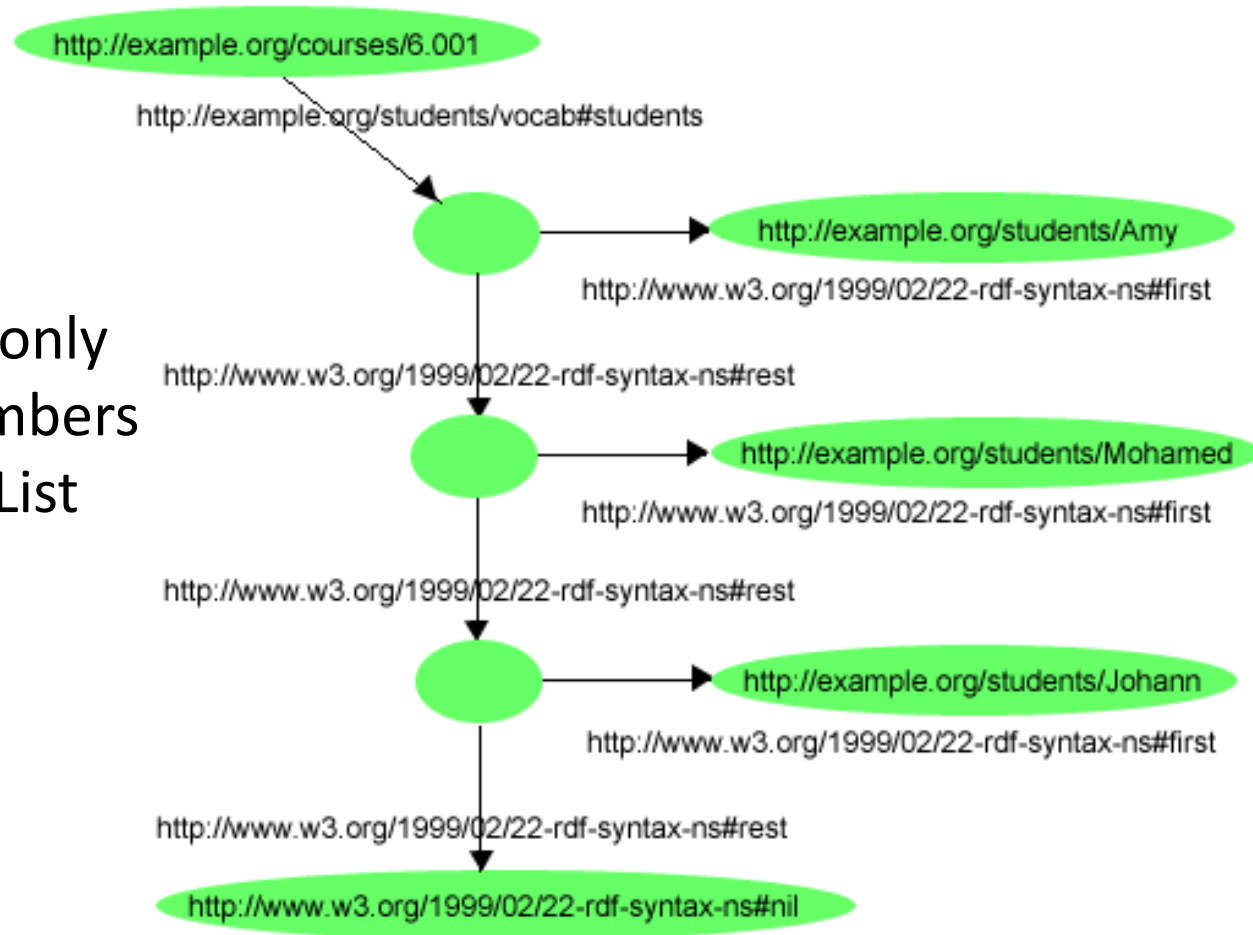 http://example.org/courses/6.001
http://example.org/students/vocab#students
http://example.org/students/Amy
http://www.w3.org/1999/02/22-rdf-syntax-ns#first
only
http://www.w3.org/1999/02/22-rdf-syntax-ns#rest
mbers
http://example.org/students/Mohamed
List
http://www.w3.org/1999/02/22-rdf-syntax-ns#first
http://www.w3.org/1999/02/22-rdf-syntax-ns#rest
http://example.org/students/Johann
http://www.w3.org/1999/02/22-rdf-syntax-ns#first
http://www.w3.org/1999/02/22-rdf-syntax-ns#rest
http://www.w3.org/1999/02/22-rdf-syntax-ns#nil